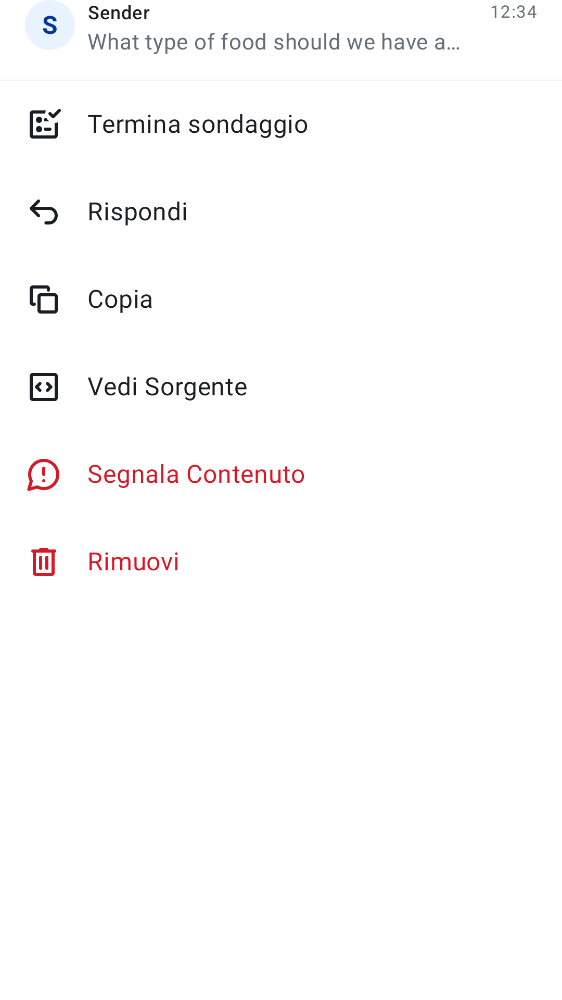 S
Sender
12:34
What type of food should we have a…
Termina sondaggio
Rispondi
Copia
Vedi Sorgente
Segnala Contenuto
Rimuovi